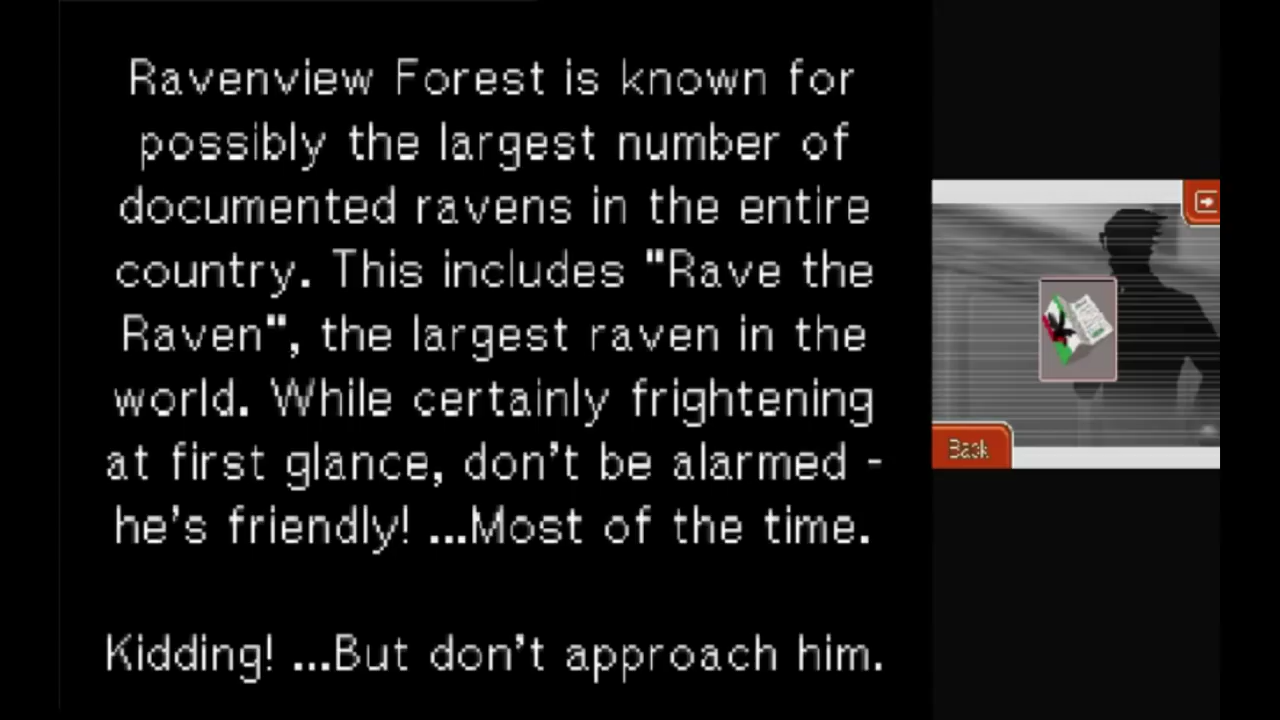 Ravenview Forest is known for
possibly the largest number of
documented ravens in the entire
country. This includes "Rave the
Raven", the largest raven in the
world. While certainly frightening
at first glance, don't be alarmed -
he's friendly! ...Most of the time.
Kidding! ...But don't approach him.
Back